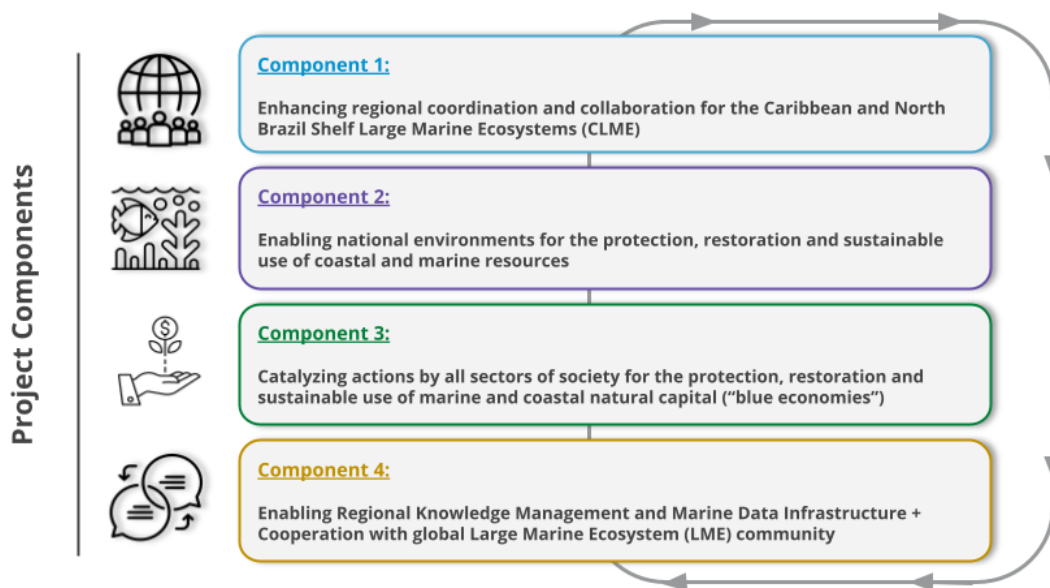 Project Components
Component 1:
Enhancing regional coordination and collaboration for the Caribbean and North
Brazil Shelf Large Marine Ecosystems (CLME)
Component 2:
Enabling national environments for the protection, restoration and sustainable
use of coastal and marine resources
$
Component 3:
Catalyzing actions by all sectors of society for the protection, restoration and
sustainable use of marine and coastal natural capital (“blue economies”)
Component 4:
Enabling Regional Knowledge Management and Marine Data Infrastructure +
Cooperation with global Large Marine Ecosystem (LME) community